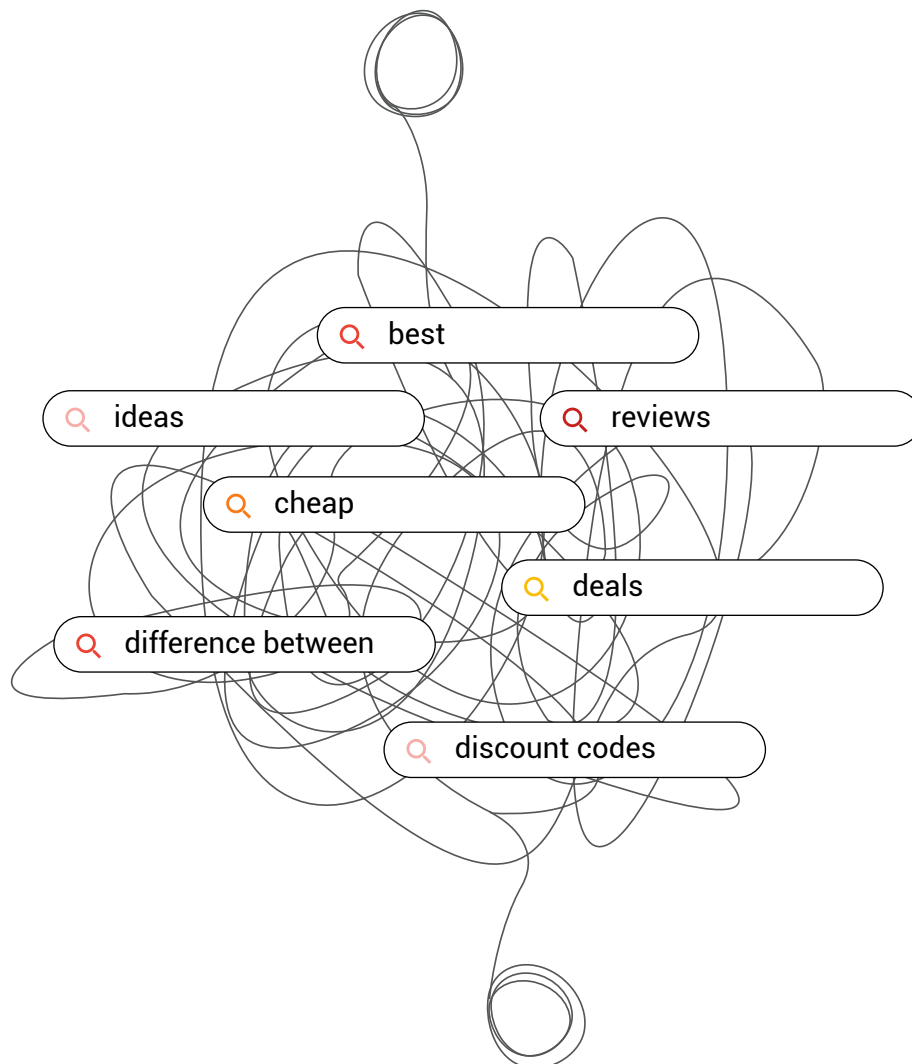 best
ideas
reviews
cheap
deals
difference between
discount codes